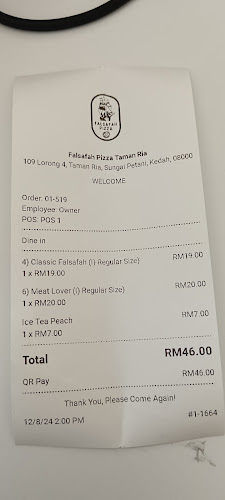 FALSAFAH
PIZZA
Falsafah Pizza Taman Ria
109 Lorong 4, Taman Ria, Sungai Petani, Kedah, 08000
WELCOME
Order: 01-519
Employee: Owner
POS: POS 1
Dine in
4) Classic Falsafah (I) Regular Size) RM19.00
1 x RM19.00
6) Meat Lover (I) Regular Size) RM20.00
1 x RM20.00
Ice Tea Peach RM7.00
1 x RM7.00
Total RM46.00
QR Pay RM46.00
Thank You, Please Come Again!
12/8/24 2:00 PM #1-1664